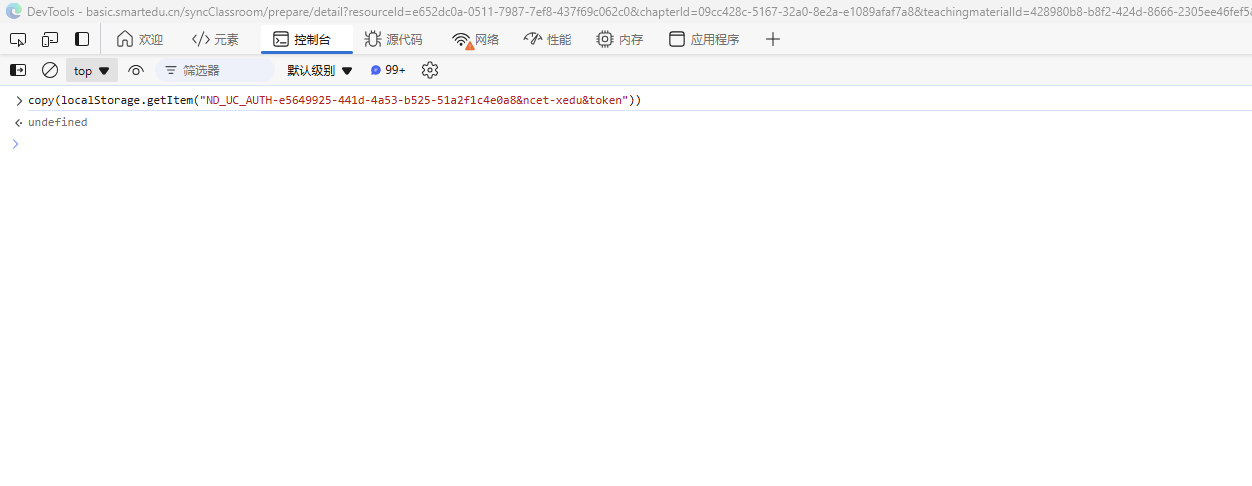 DevTools - basic.smartedu.cn/syncClassroom/prepare/detail?resourceId=e652dc0a-0511-7987-7ef8-437f69c062c0&chapterId=09cc428c-5167-32a0-8e2a-e1089afaf7a8&teachingmaterialId=428980b8-b8f2-424d-8666-2305ee46fef5
欢迎 元素 控制台 源代码 网络 性能 内存 应用程序
top 筛选器 默认级别 99+
copy(localStorage.getItem("ND_UC_AUTH-e5649925-441d-4a53-b525-51a2f1c4e0a8&ncet-xedu&token"))
undefined